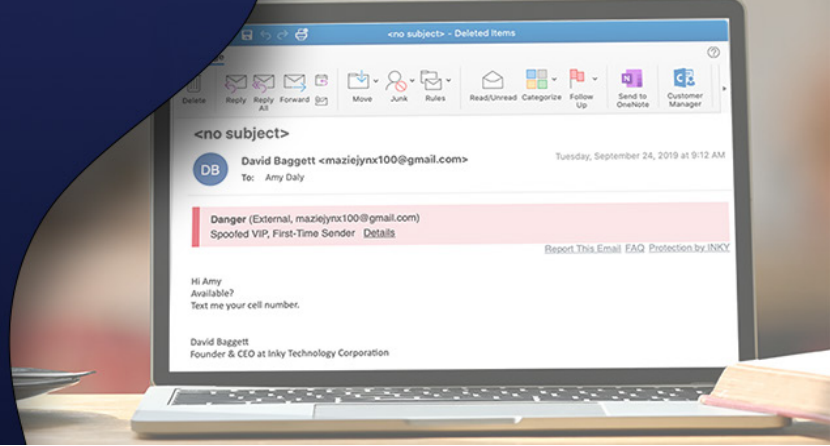 <no subject> - Deleted Items
Delete
Reply
Reply All
Forward
Move
Junk
Rules
Read/Unread
Categorize
Follow Up
Send to OneNote
Customer Manager
<no subject>
DB
David Baggett <maziejynx100@gmail.com>
Tuesday, September 24, 2019 at 9:12 AM
To: Amy Daly
Danger (External, maziejynx100@gmail.com)
Spoofed VIP, First-Time Sender Details
Report This Email FAQ Protection by INKY
Hi Amy
Available?
Text me your cell number.
David Baggett
Founder & CEO at Inky Technology Corporation